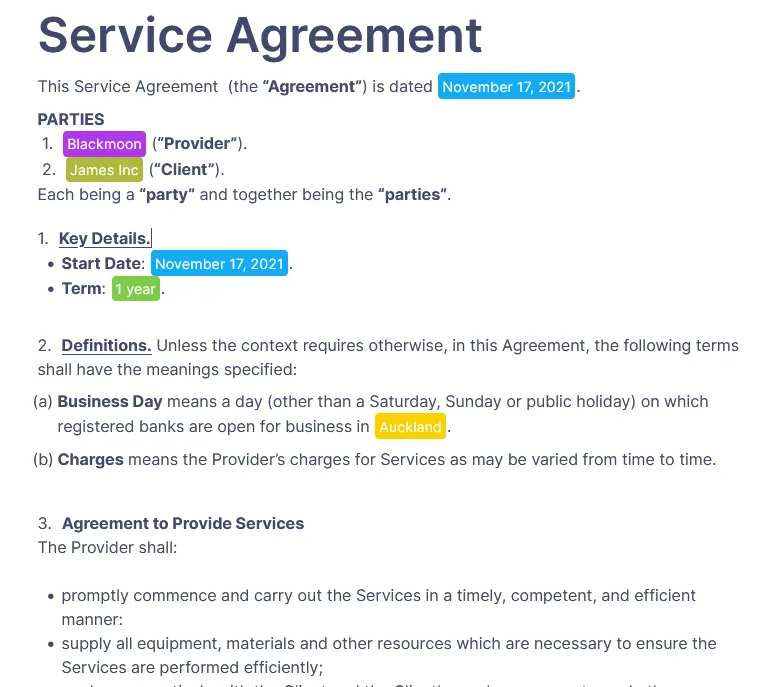 Service Agreement
This Service Agreement (the “Agreement”) is dated November 17, 2021.
PARTIES
1. Blackmoon (“Provider”).
2. James Inc (“Client”).
Each being a “party” and together being the “parties”.
1. Key Details.
• Start Date: November 17, 2021.
• Term: 1 year.
2. Definitions. Unless the context requires otherwise, in this Agreement, the following terms
shall have the meanings specified:
(a) Business Day means a day (other than a Saturday, Sunday or public holiday) on which
registered banks are open for business in Auckland.
(b) Charges means the Provider’s charges for Services as may be varied from time to time.
3. Agreement to Provide Services
The Provider shall:
• promptly commence and carry out the Services in a timely, competent, and efficient
manner:
• supply all equipment, materials and other resources which are necessary to ensure the
Services are performed efficiently;